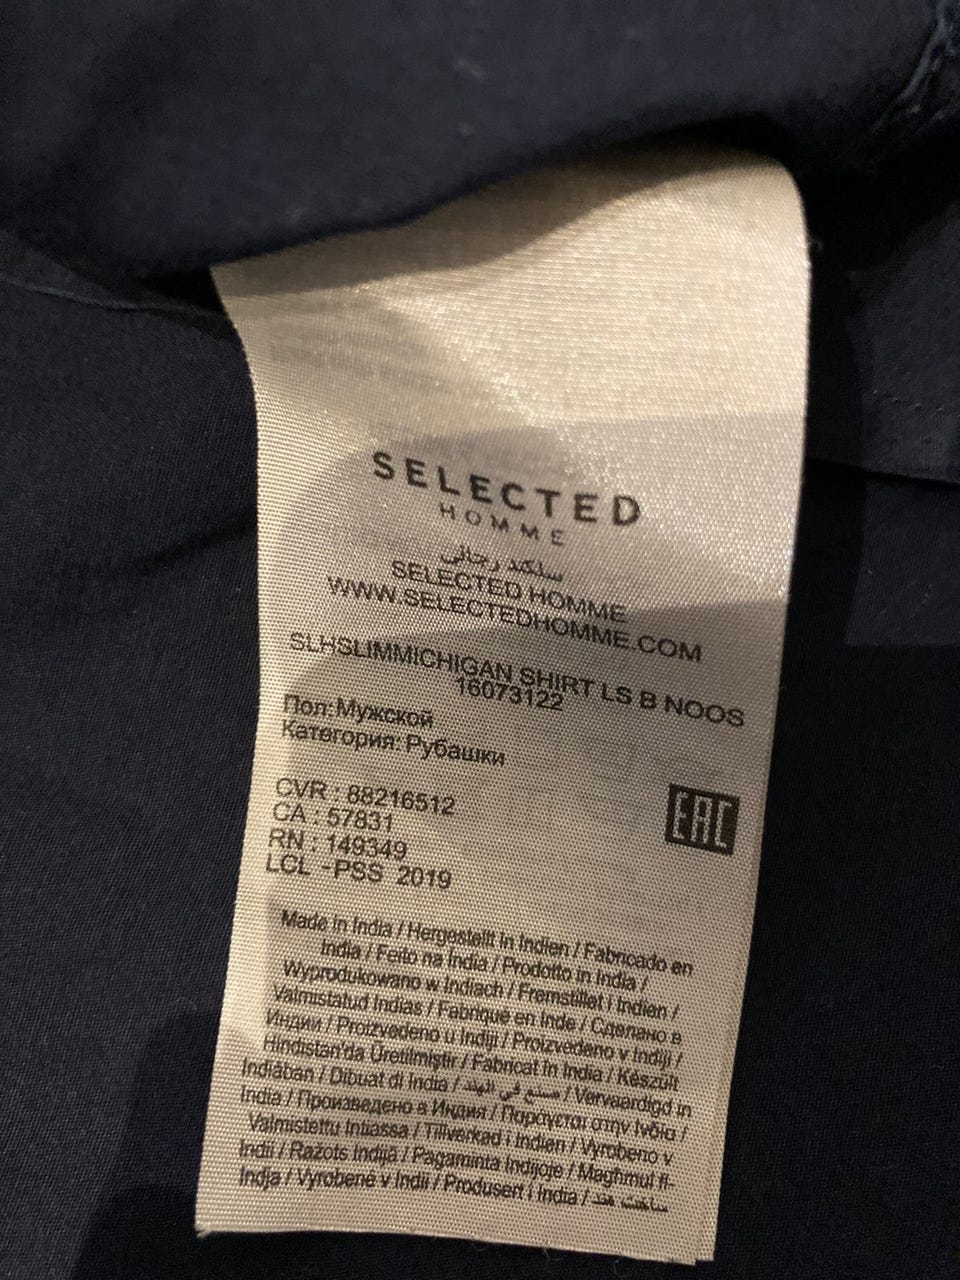 SELECTED
HOMME
سلكتد رجالي
SELECTED HOMME
WWW.SELECTEDHOMME.COM
SLHSLIMMICHIGAN SHIRT LS B NOOS
16073122
Пол:Мужской
Категория:Рубашки
CVR : 88216512
CA : 57831
EAC
RN : 149349
LCL -PSS 2019
Made in India / Hergestellt in Indien / Fabricado en
India / Feito na Índia / Prodotto in India /
Wyprodukowano w Indiach / Fremstillet i Indien /
Valmistatud Indias / Fabriqué en Inde / Сделано в
Индии / Proizvedeno u Indiji / Proizvedeno v Indiji /
Hindistan'da Üretilmiştir / Fabricat în India / Készült
Indiában / Dibuat di India / صنع في الهند / Vervaardigd in
India / Произведено в Индия / Παράγεται στην Ινδία /
Valmistettu Intiassa / Tillverkad i Indien / Vyrobeno v
Indii / Ražots Indijā / Pagaminta Indijoje / Magħmul fl-
Indja / Vyrobené v Indii / Produsert i India / ساخت هند